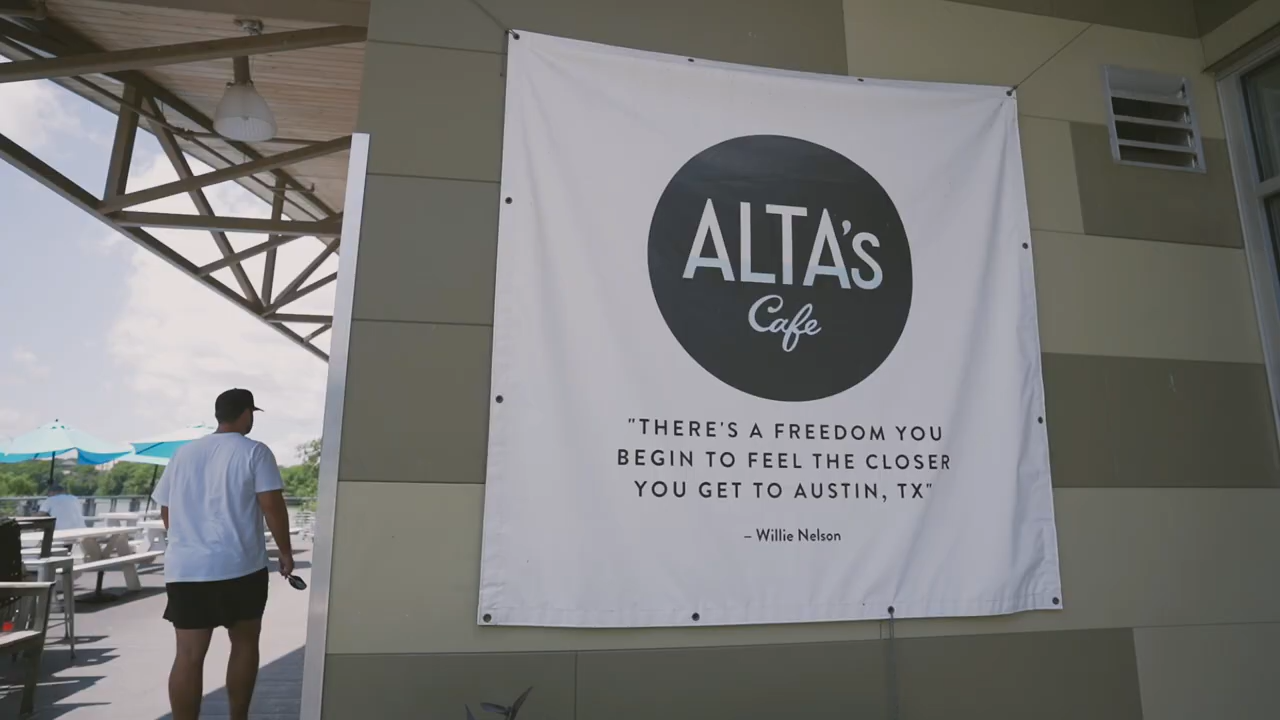 ALTA's
Cafe
"THERE'S A FREEDOM YOU
BEGIN TO FEEL THE CLOSER
YOU GET TO AUSTIN, TX"
– Willie Nelson